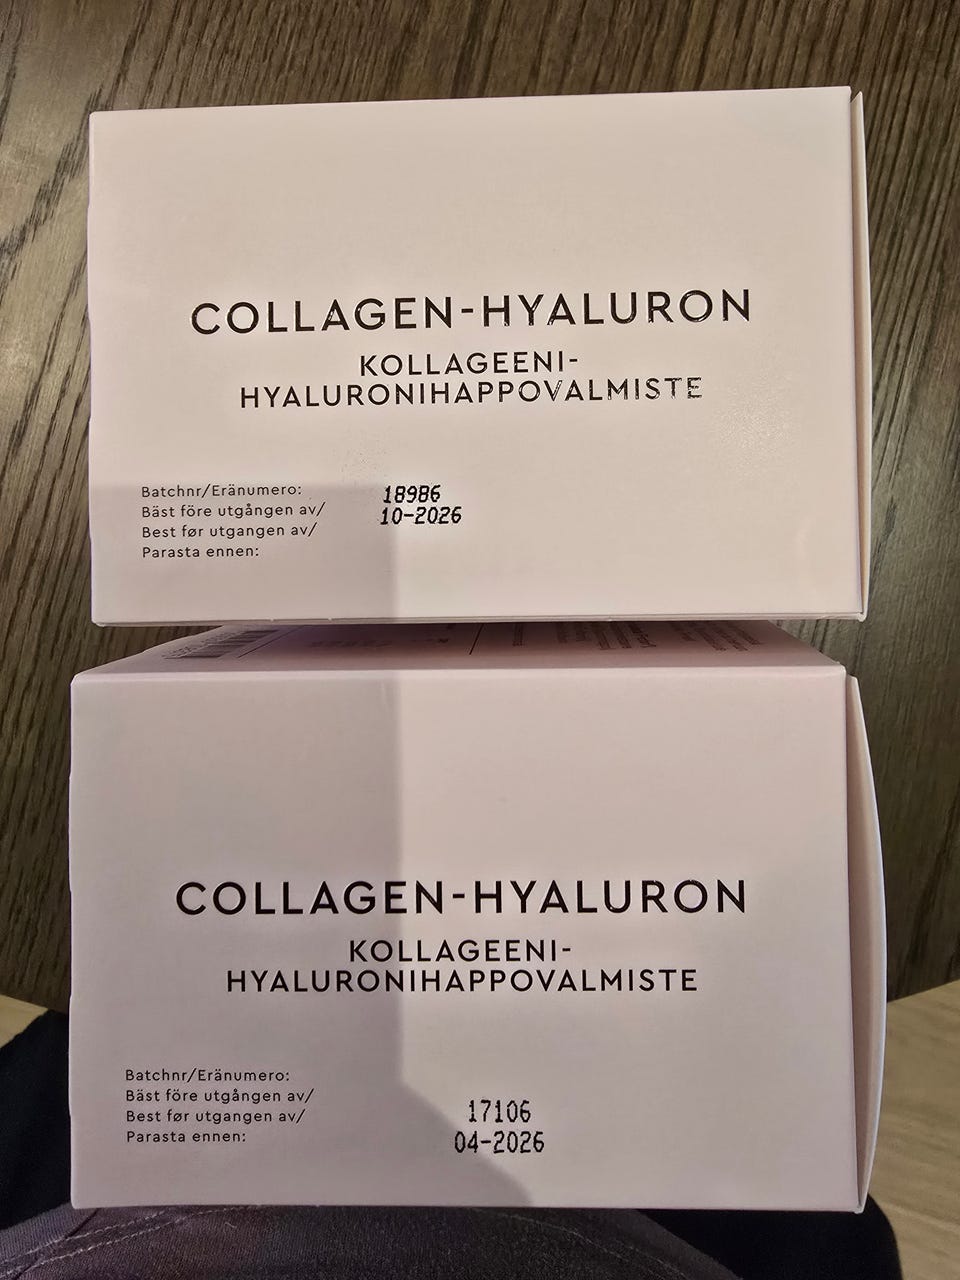 COLLAGEN-HYALURON
KOLLAGEENI-
HYALURONIHAPPOVALMISTE
Batchnr/Eränumero: 18986
Bäst före utgången av/ 10-2026
Best før utgangen av/
Parasta ennen:
COLLAGEN-HYALURON
KOLLAGEENI-
HYALURONIHAPPOVALMISTE
Batchnr/Eränumero:
Bäst före utgången av/ 17106
Best før utgangen av/
Parasta ennen: 04-2026